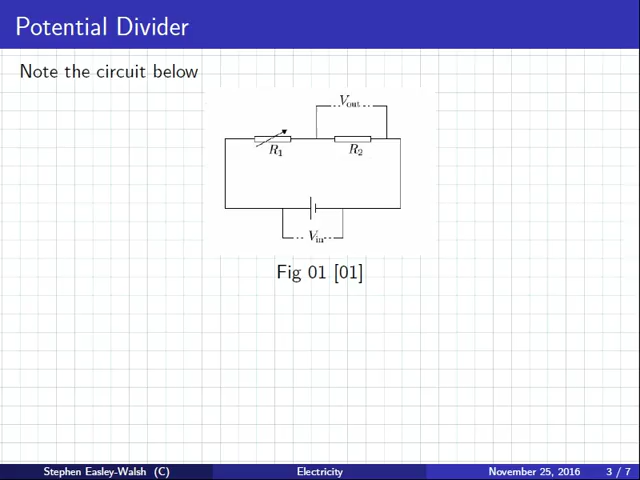 Potential Divider
Note the circuit below
Vout
R1
R2
Vin
Fig 01 [01]
Stephen Easley-Walsh (C)
Electricity
November 25, 2016
3 / 7